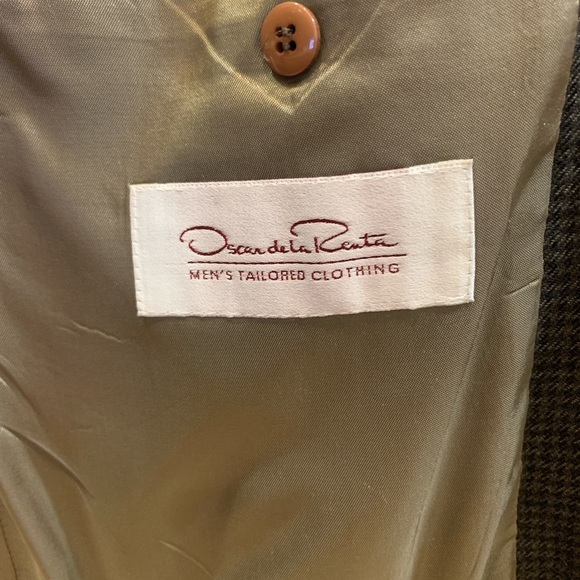 Oscar de la Renta
MEN'S TAILORED CLOTHING